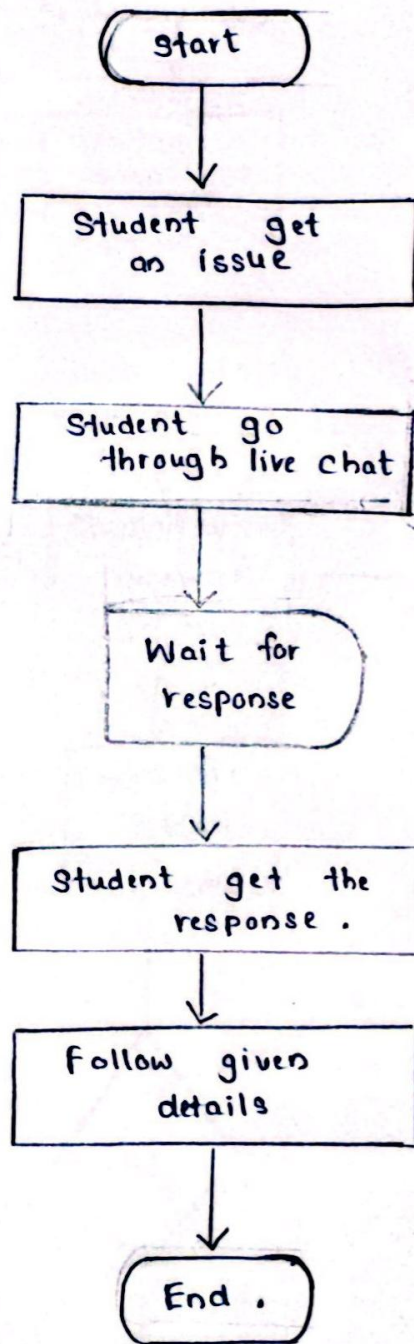 Start
Student get
an issue
Student go
through live chat
Wait for
response
Student get the
response .
Follow given
details
End .